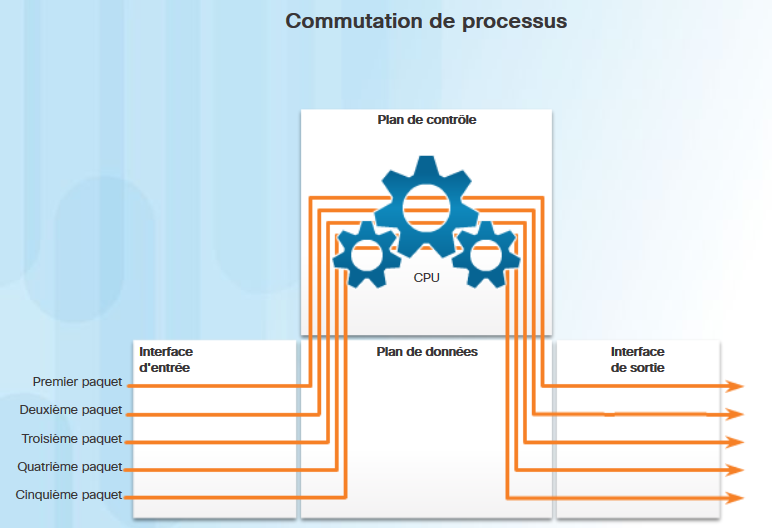 Commutation de processus
Plan de contrôle
CPU
Interface
d'entrée
Plan de données
Interface
de sortie
Premier paquet
Deuxième paquet
Troisième paquet
Quatrième paquet
Cinquième paquet